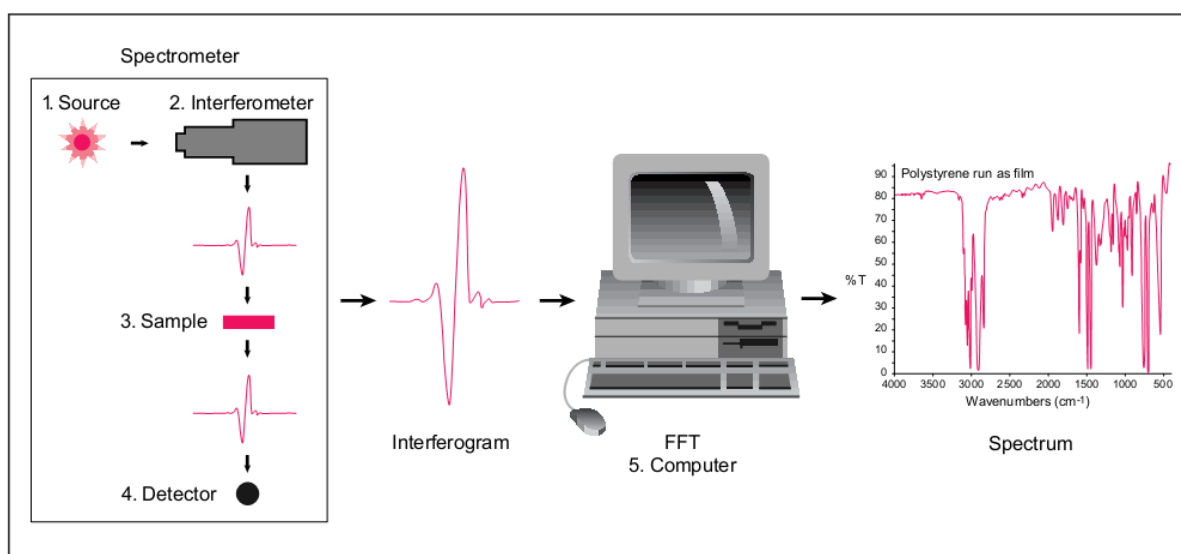 Spectrometer
1. Source
2. Interferometer
3. Sample
4. Detector
Interferogram
FFT
5. Computer
Polystyrene run as film
90
80
70
60
50
%T
40
30
20
10
0
4000 3500 3000 2500 2000 1500 1000 500
Wavenumbers (cm-1)
Spectrum